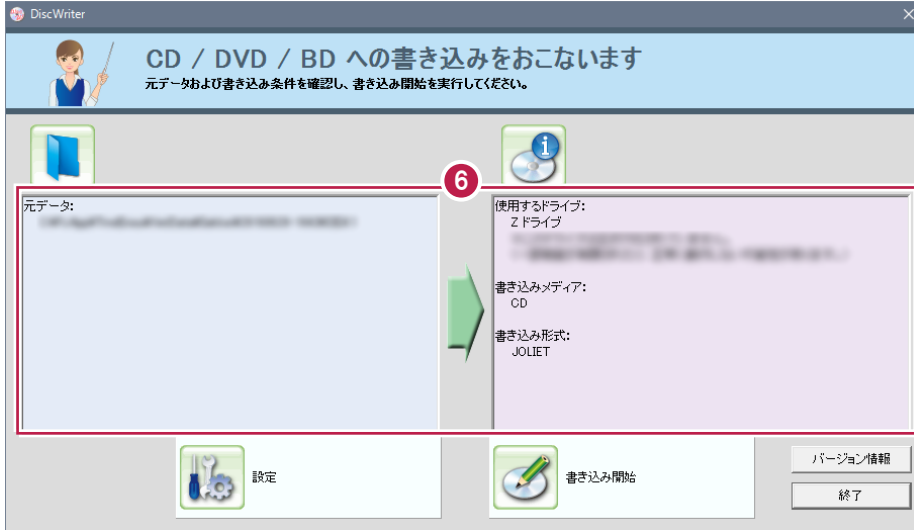 DiscWriter
CD / DVD / BD への書き込みをおこないます
元データおよび書き込み条件を確認し、書き込み開始を実行してください。
6
元データ:
使用するドライブ:
Z ドライブ
書き込みメディア:
CD
書き込み形式:
JOLIET
設定
書き込み開始
バージョン情報
終了